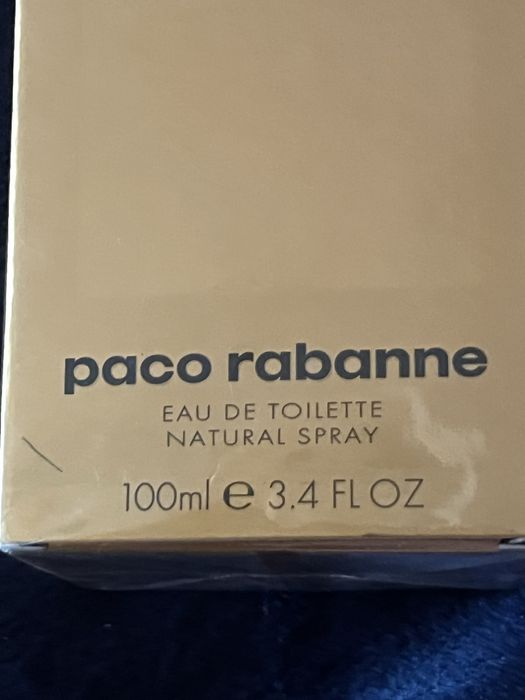 paco rabanne
EAU DE TOILETTE
NATURAL SPRAY
100ml e 3.4 FL OZ